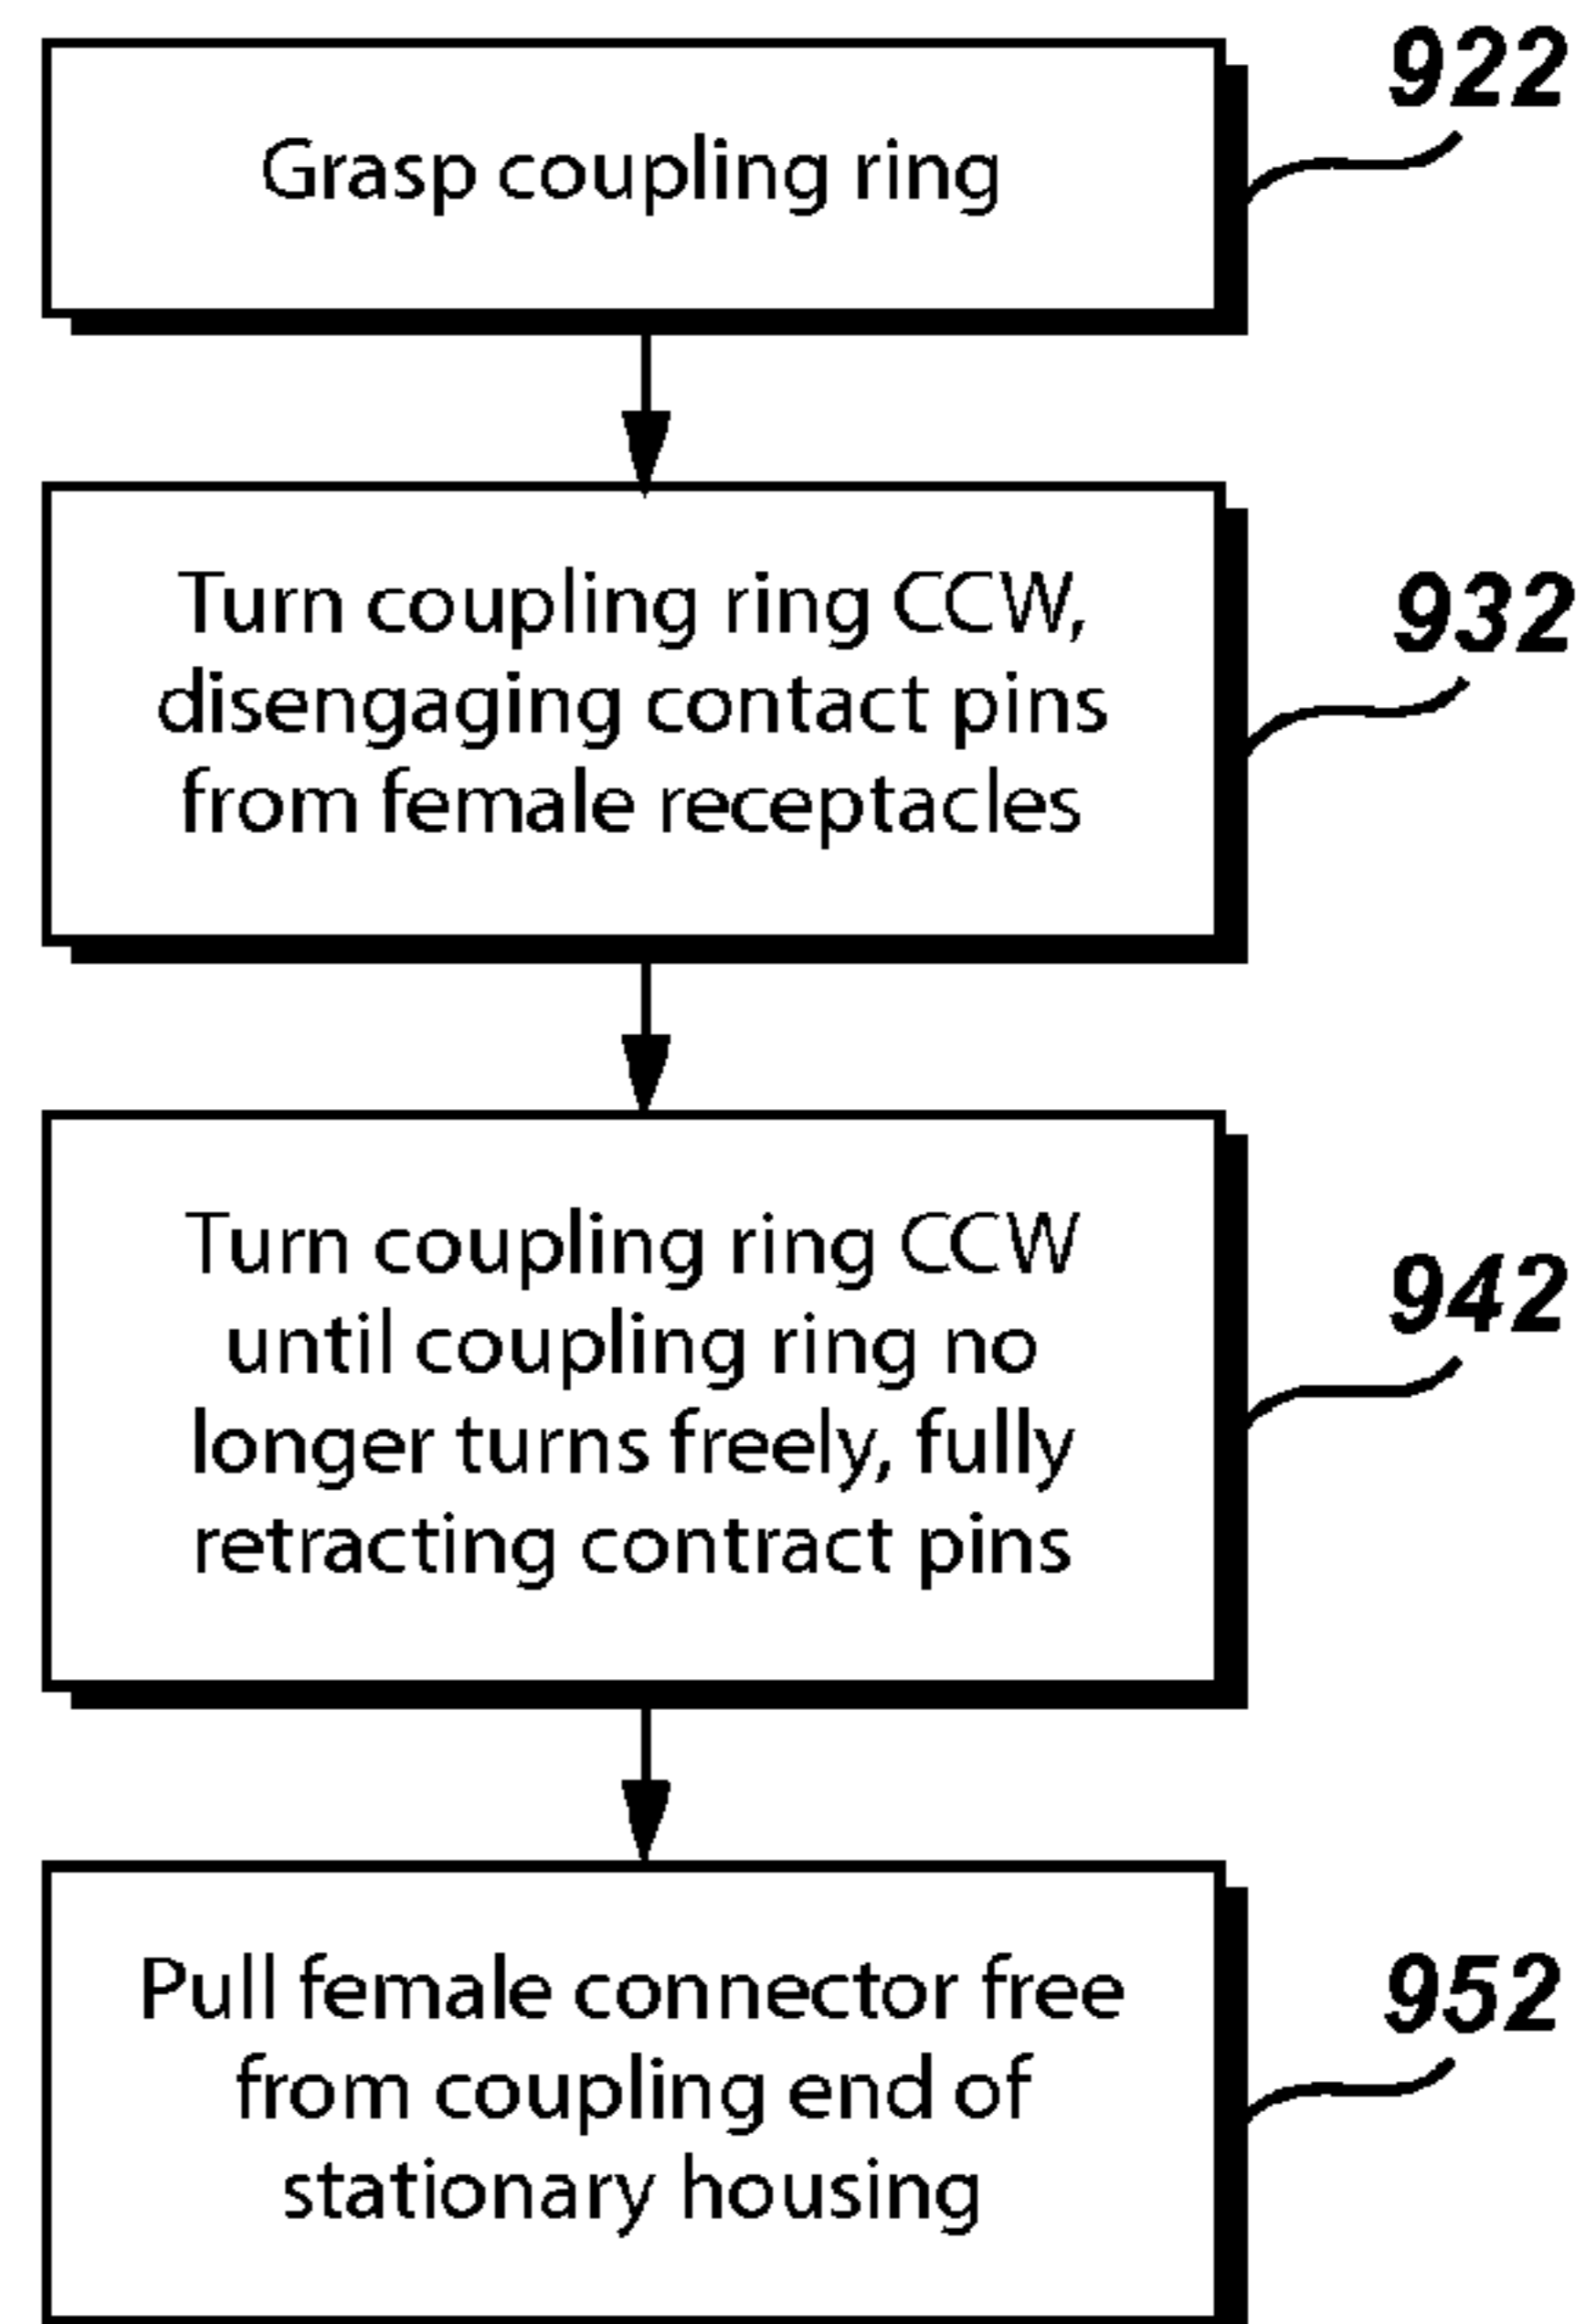 922
Grasp coupling ring
Turn coupling ring CCW,
disengaging contact pins
from female receptacles
932
Turn coupling ring CCW
until coupling ring no
longer turns freely, fully
retracting contract pins
942
Pull female connector free
from coupling end of
stationary housing
952